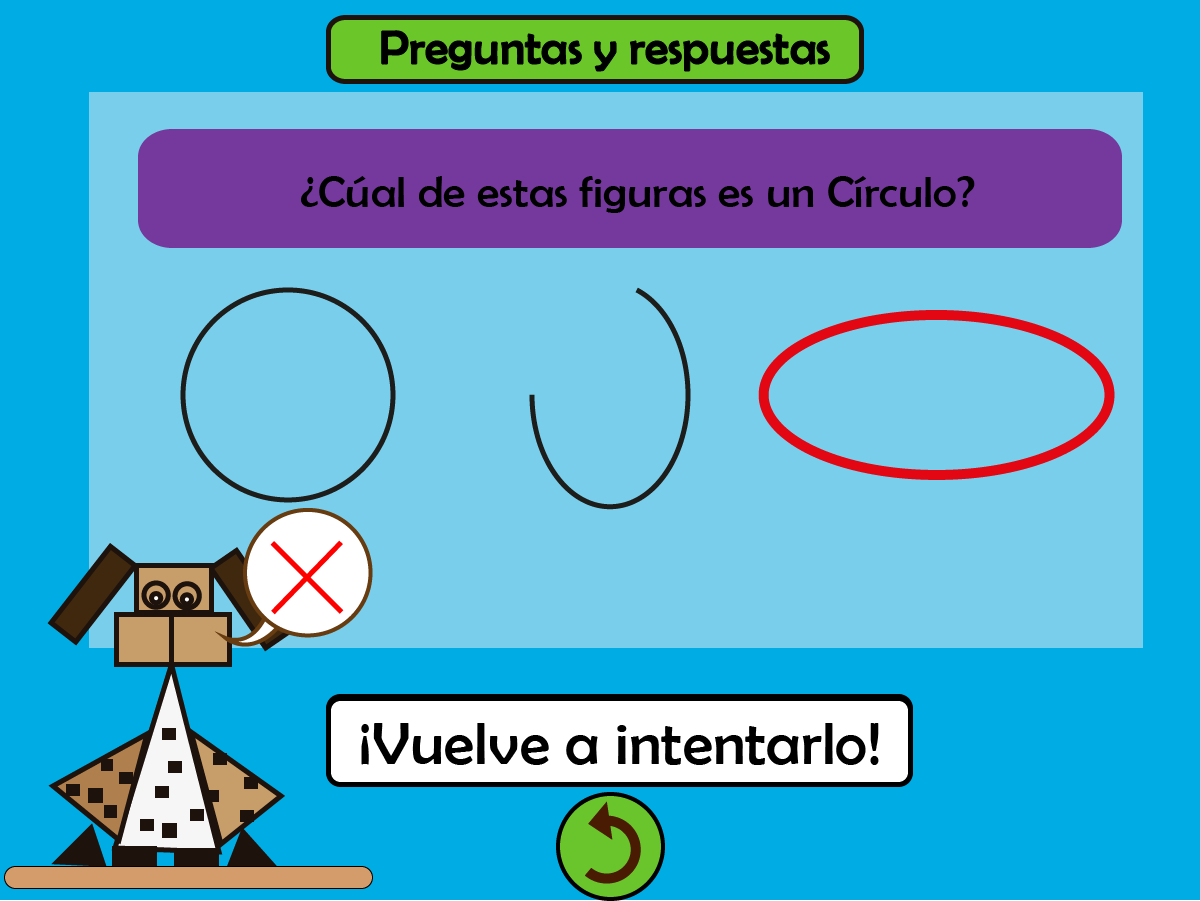 Preguntas y respuestas
¿Cúal de estas figuras es un Círculo?
¡Vuelve a intentarlo!